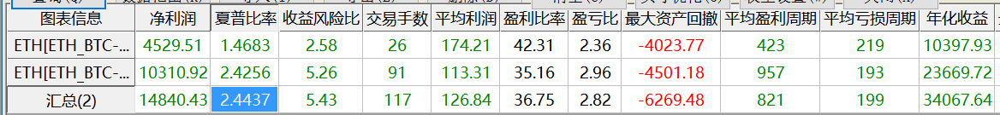 图表信息 净利润 夏普比率 收益风险比 交易手数 平均利润 盈利比率 盈亏比 最大资产回撤 平均盈利周期 平均亏损周期 年化收益
ETH[ETH_BTC-... 4529.51 1.4683 2.58 26 174.21 42.31 2.36 -4023.77 423 219 10397.93
ETH[ETH_BTC-... 10310.92 2.4256 5.26 91 113.31 35.16 2.96 -4501.18 957 193 23669.72
汇总(2) 14840.43 2.4437 5.43 117 126.84 36.75 2.82 -6269.48 821 199 34067.64